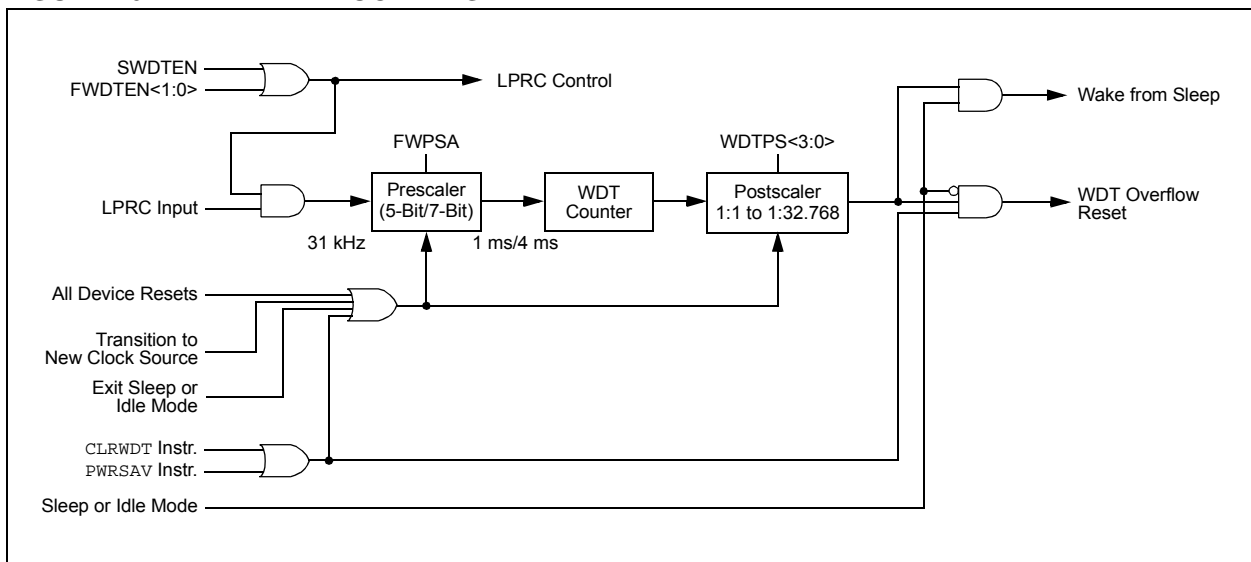 SWDTEN
FWDTEN<1:0>
LPRC Control
Wake from Sleep
FWPSA
WDTPS<3:0>
LPRC Input
Prescaler
(5-Bit/7-Bit)
WDT
Counter
Postscaler
1:1 to 1:32.768
WDT Overflow
Reset
31 kHz
1 ms/4 ms
All Device Resets
Transition to
New Clock Source
Exit Sleep or
Idle Mode
CLRWDT Instr.
PWRSAV Instr.
Sleep or Idle Mode